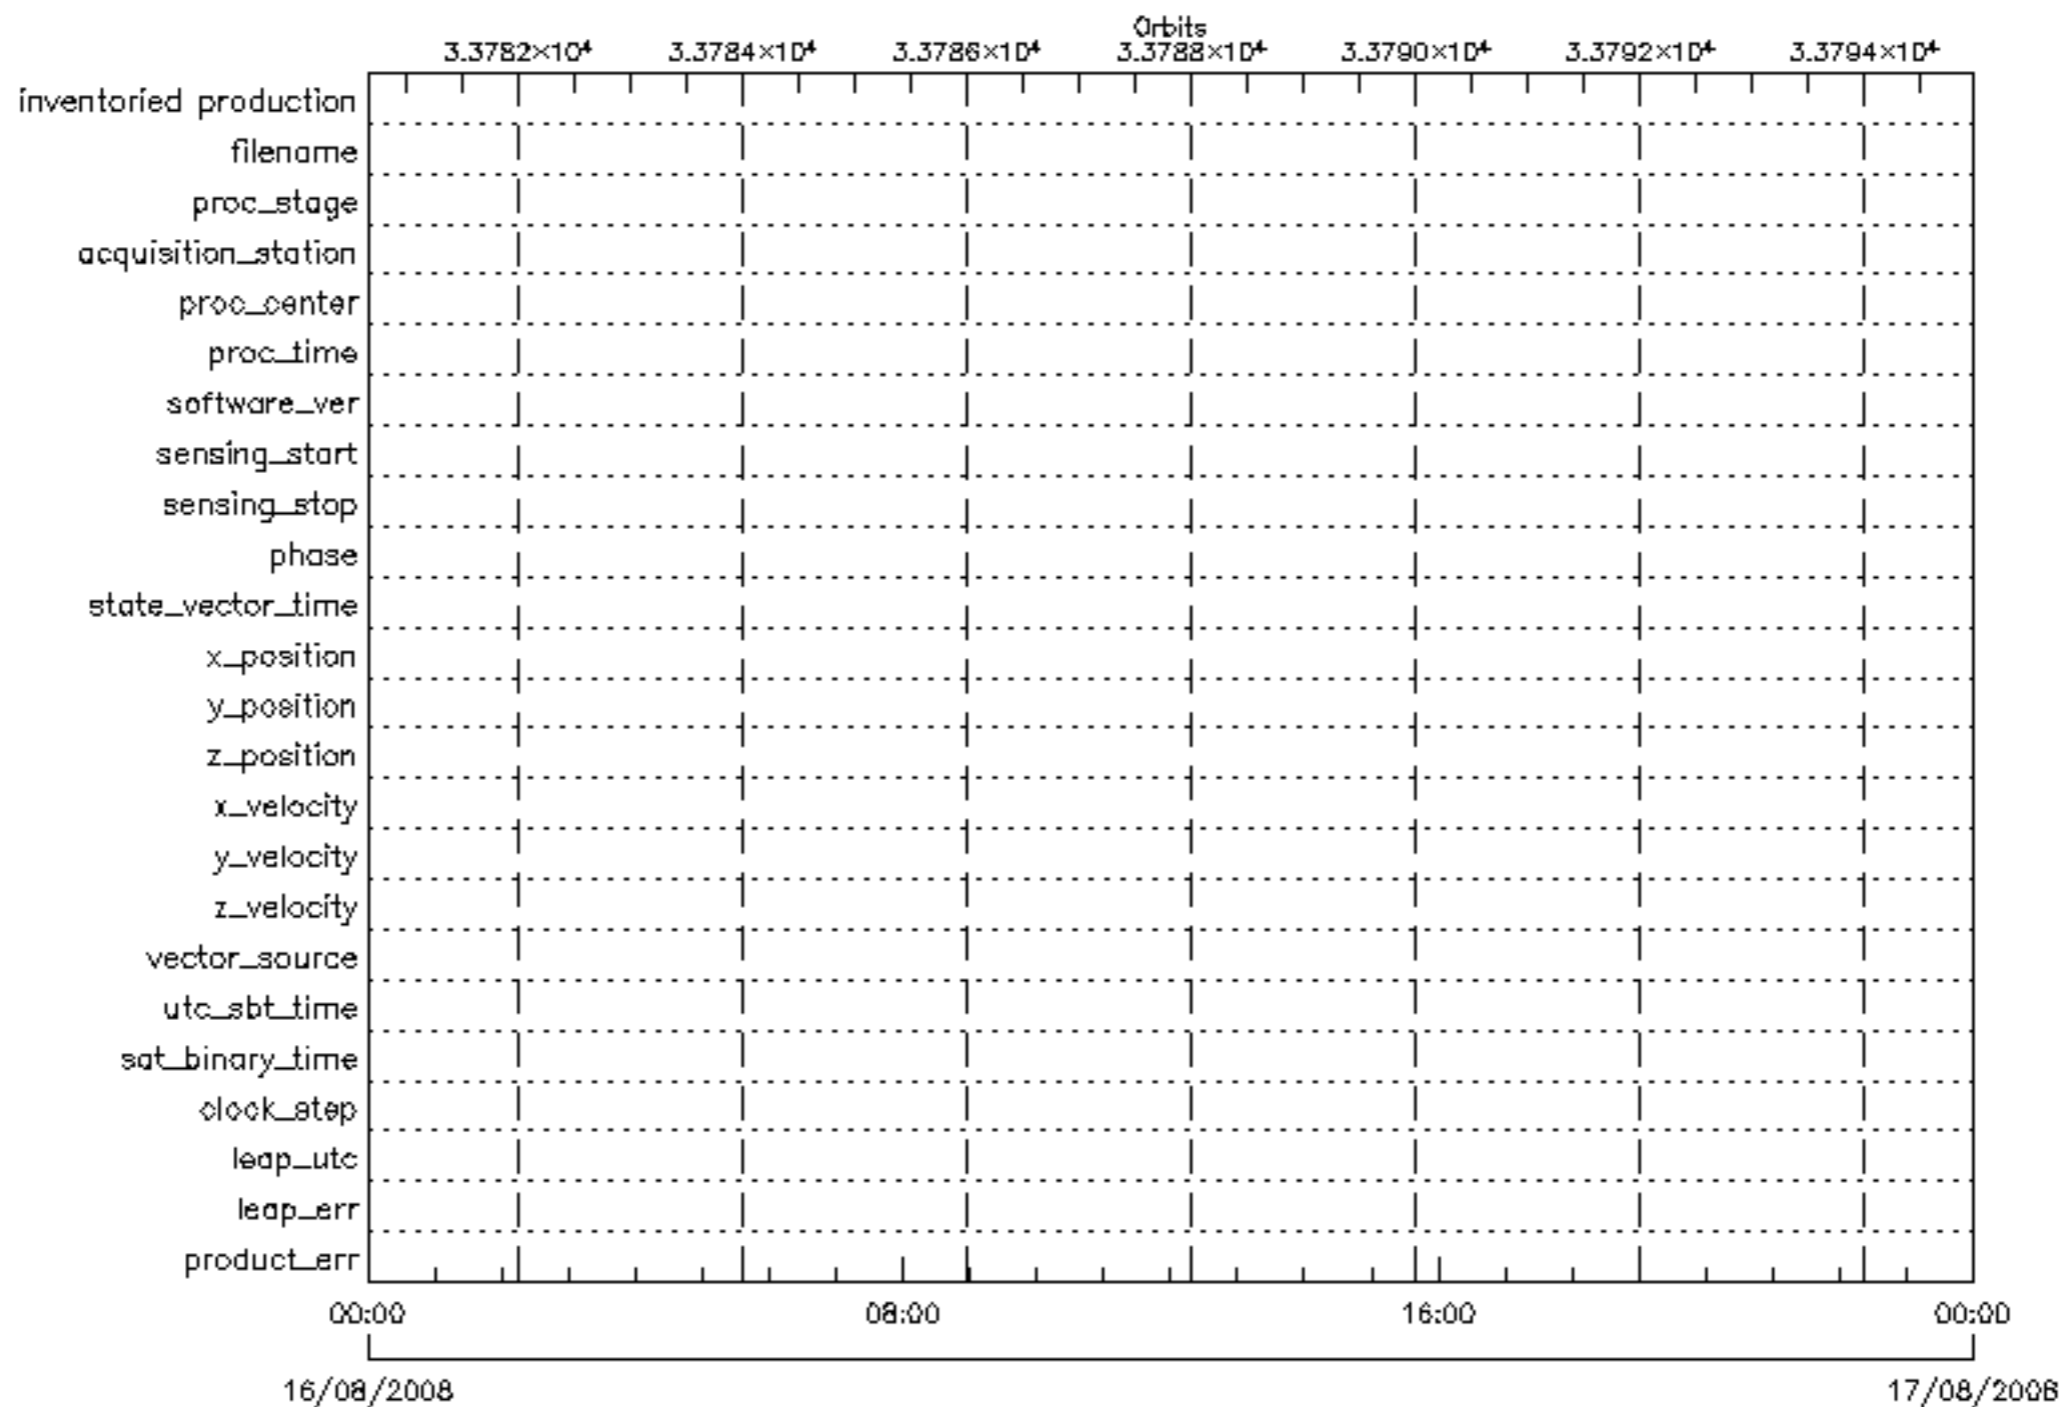 Orbits
3.3782×10⁴ 3.3784×10⁴ 3.3786×10⁴ 3.3788×10⁴ 3.3790×10⁴ 3.3792×10⁴ 3.3794×10⁴
inventoried production
filename
proc_stage
acquisition_station
proc_center
proc_time
software_ver
sensing_start
sensing_stop
phase
state_vector_time
x_position
y_position
z_position
x_velocity
y_velocity
z_velocity
vector_source
utc_sbt_time
sat_binary_time
clock_step
leap_utc
leap_err
product_err
00:00 08:00 16:00 00:00
16/08/2008 17/08/2008